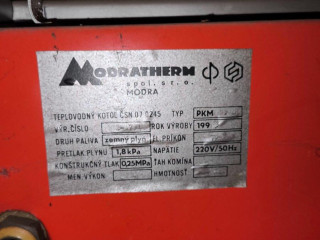 MODRATHERM
spol. s r.o.
MODRA
TEPLOVODNÝ KOTOL ČSN 07 0245 TYP PKM
VÝR. ČÍSLO ROK VÝROBY 199
DRUH PALIVA zemný plyn EL. PRÍKON
PRETLAK PLYNU 1,8 kPa NAPÄTIE 220V/50Hz
KONŠTRUKČNÝ TLAK 0,25MPa ŤAH KOMÍNA
MEN VÝKON HMOTNOSŤ